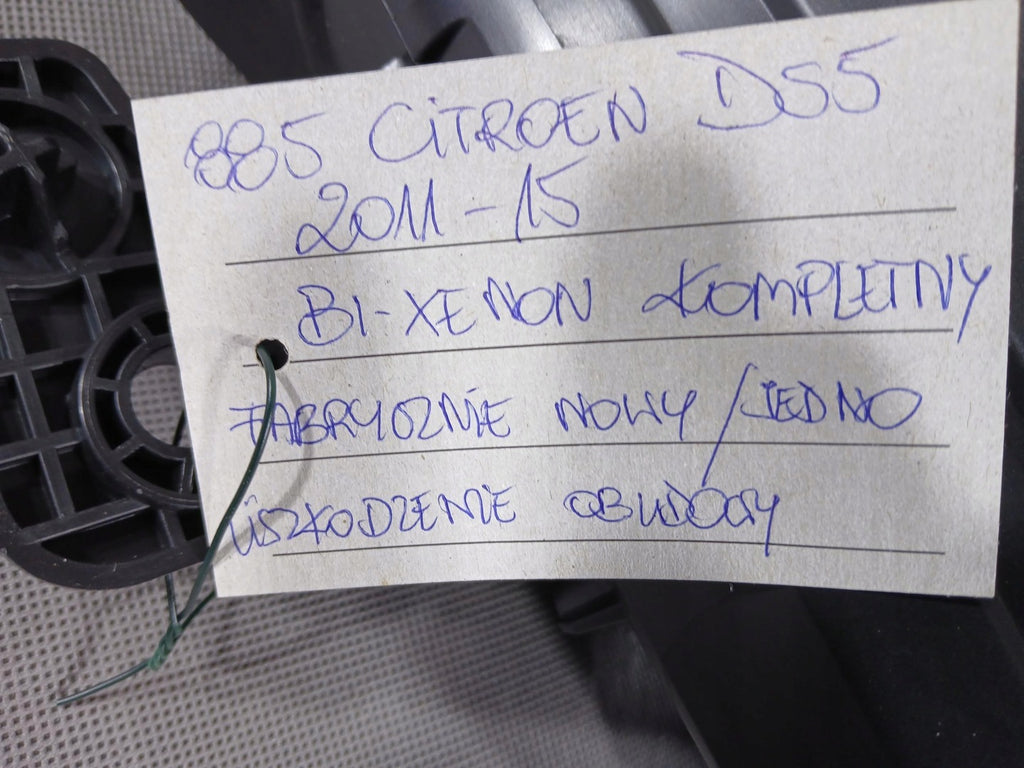 885 CITROEN DS5
2011-15
BI-XENON KOMPLETNY
FABRYCZNIE NOWY / JEDNO
USZKODZENIE OBUDOWY